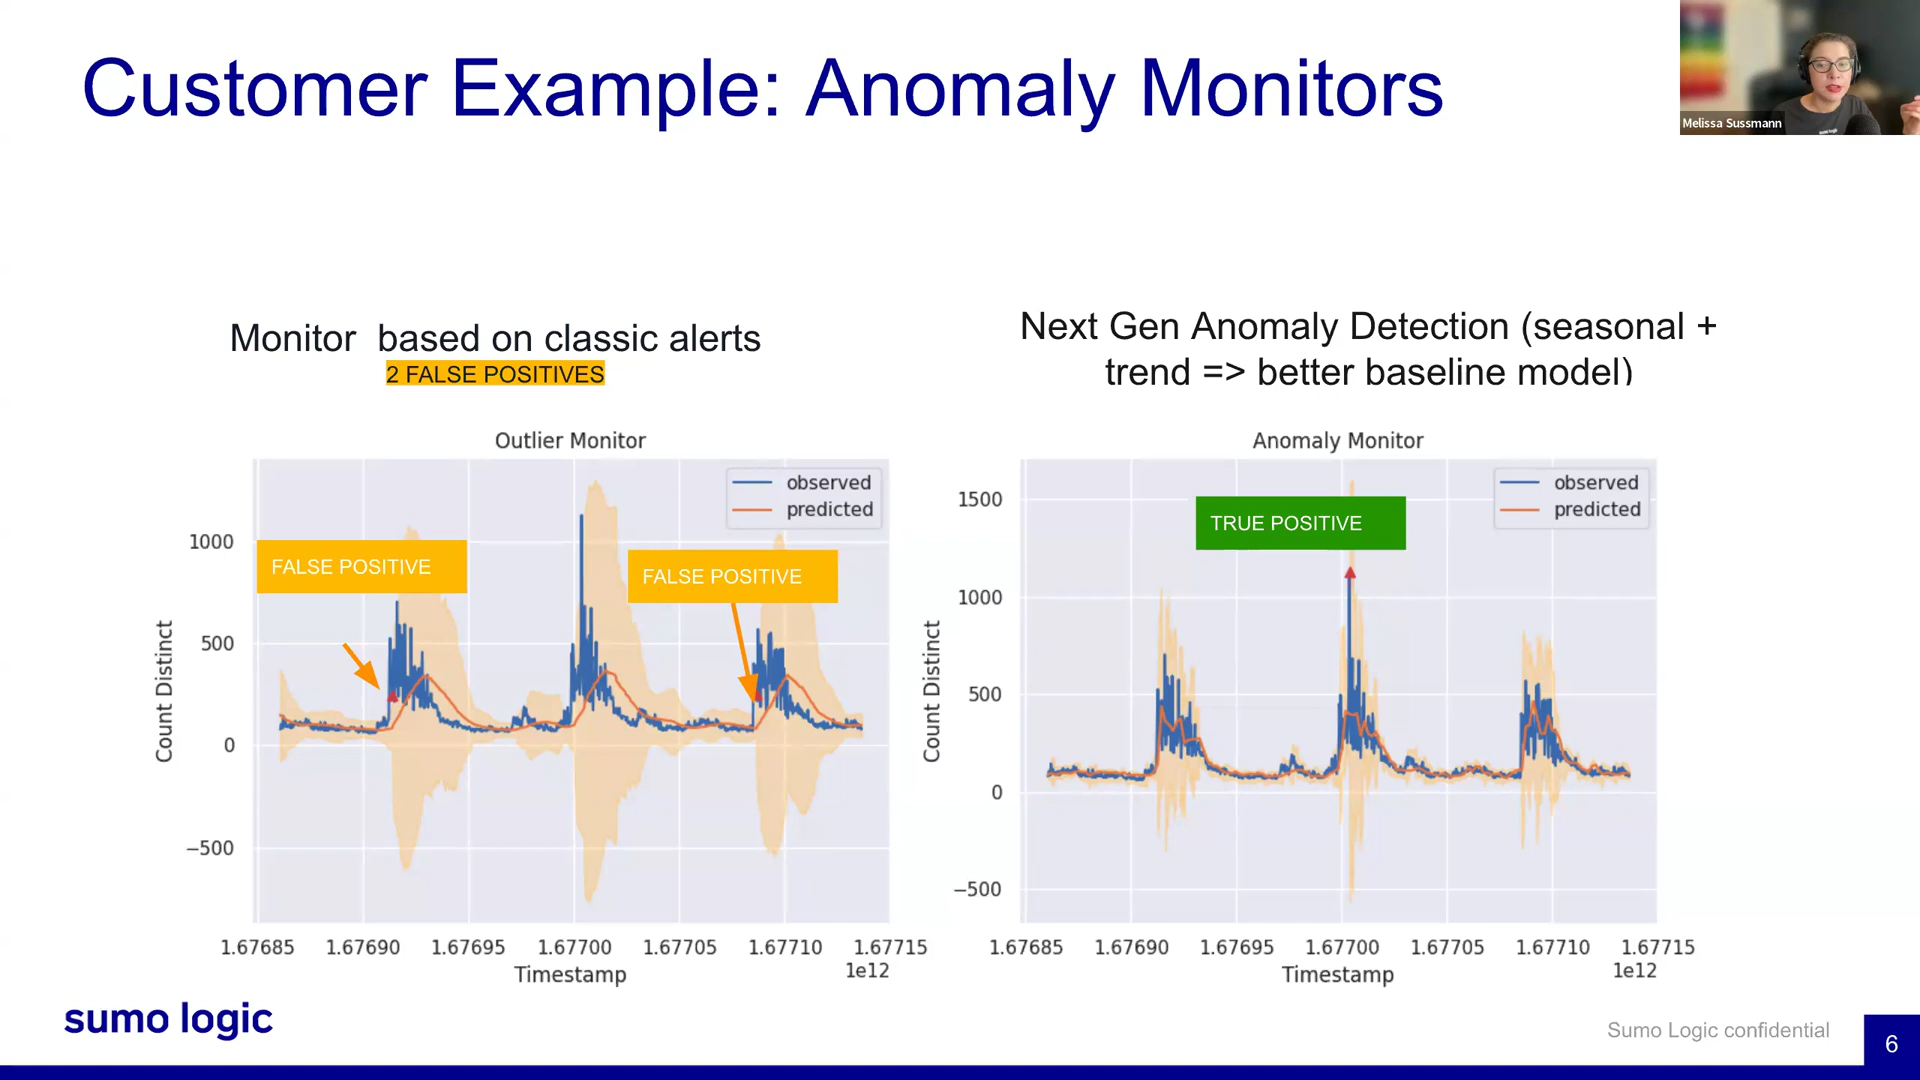 Customer Example: Anomaly Monitors
Melissa Sussmann
Monitor based on classic alerts
2 FALSE POSITIVES
Next Gen Anomaly Detection (seasonal +
trend => better baseline model)
Outlier Monitor
observed
predicted
FALSE POSITIVE
FALSE POSITIVE
Count Distinct
1000
500
0
−500
1.67685 1.67690 1.67695 1.67700 1.67705 1.67710 1.67715
1e12
Timestamp
Anomaly Monitor
observed
predicted
TRUE POSITIVE
Count Distinct
1500
1000
500
0
−500
1.67685 1.67690 1.67695 1.67700 1.67705 1.67710 1.67715
1e12
Timestamp
sumo logic
Sumo Logic confidential
6